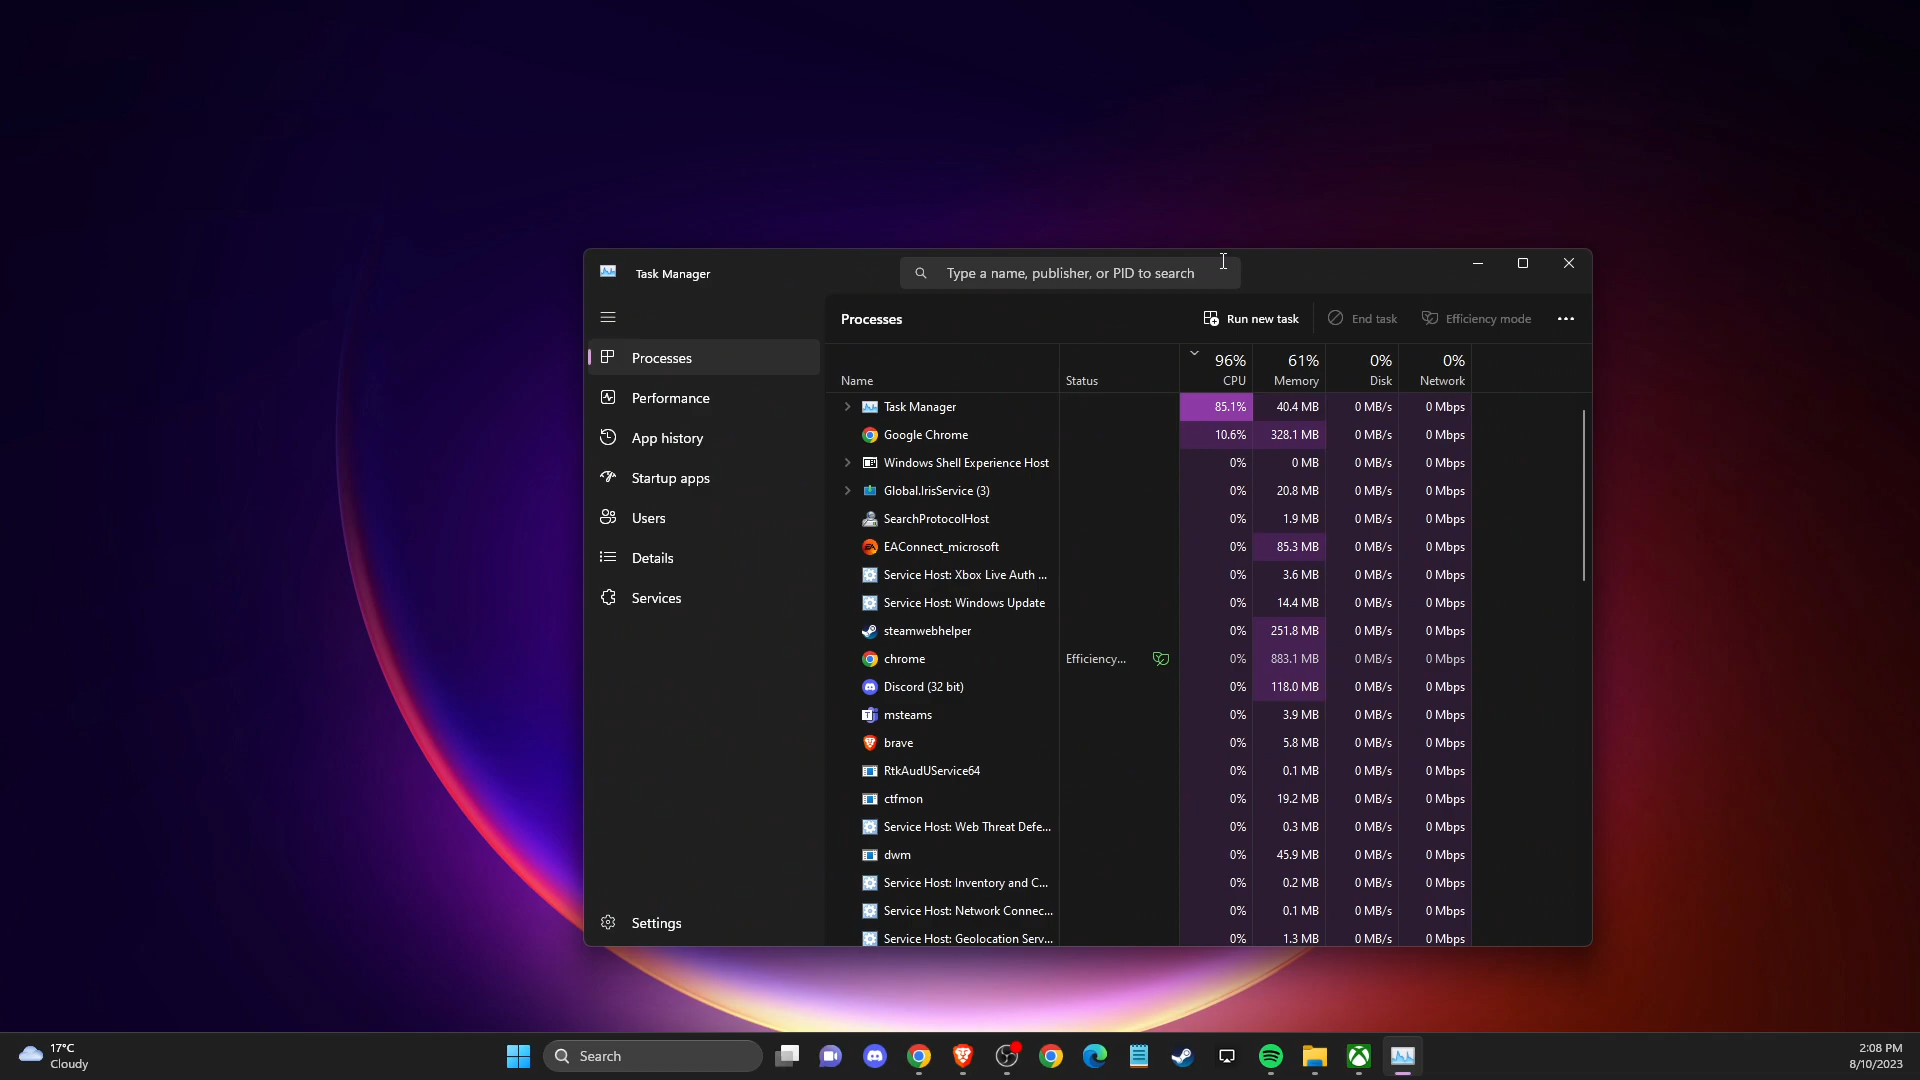 Task Manager
Type a name, publisher, or PID to search
Processes
Performance
App history
Startup apps
Users
Details
Services
Settings
Processes
Run new task
End task
Efficiency mode
96% 61% 0% 0%
Name Status CPU Memory Disk Network
Task Manager 85.1% 40.4 MB 0 MB/s 0 Mbps
Google Chrome 10.6% 328.1 MB 0 MB/s 0 Mbps
Windows Shell Experience Host 0% 0 MB 0 MB/s 0 Mbps
Global.IrisService (3) 0% 20.8 MB 0 MB/s 0 Mbps
SearchProtocolHost 0% 1.9 MB 0 MB/s 0 Mbps
EAConnect_microsoft 0% 85.3 MB 0 MB/s 0 Mbps
Service Host: Xbox Live Auth ... 0% 3.6 MB 0 MB/s 0 Mbps
Service Host: Windows Update 0% 14.4 MB 0 MB/s 0 Mbps
steamwebhelper 0% 251.8 MB 0 MB/s 0 Mbps
chrome Efficiency... 0% 883.1 MB 0 MB/s 0 Mbps
Discord (32 bit) 0% 118.0 MB 0 MB/s 0 Mbps
msteams 0% 3.9 MB 0 MB/s 0 Mbps
brave 0% 5.8 MB 0 MB/s 0 Mbps
RtkAudUService64 0% 0.1 MB 0 MB/s 0 Mbps
ctfmon 0% 19.2 MB 0 MB/s 0 Mbps
Service Host: Web Threat Defe... 0% 0.3 MB 0 MB/s 0 Mbps
dwm 0% 45.9 MB 0 MB/s 0 Mbps
Service Host: Inventory and C... 0% 0.2 MB 0 MB/s 0 Mbps
Service Host: Network Connec... 0% 0.1 MB 0 MB/s 0 Mbps
Service Host: Geolocation Serv... 0% 1.3 MB 0 MB/s 0 Mbps
17°C
Cloudy
Search
2:08 PM
8/10/2023